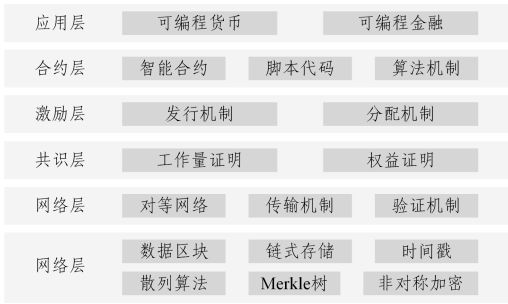 应用层 可编程货币 可编程金融
合约层 智能合约 脚本代码 算法机制
激励层 发行机制 分配机制
共识层 工作量证明 权益证明
网络层 对等网络 传输机制 验证机制
数据区块 链式存储 时间戳
网络层
散列算法 Merkle树 非对称加密